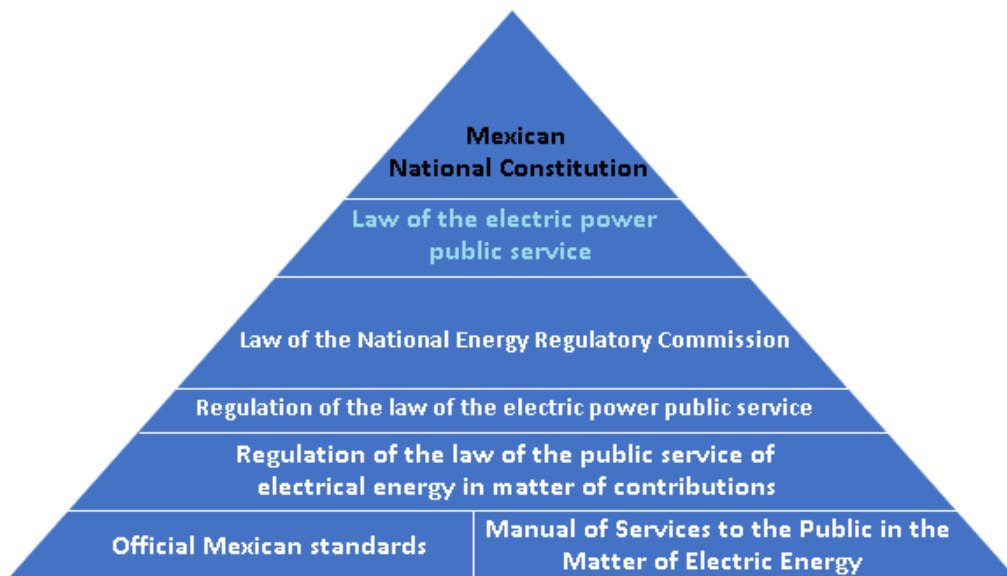 Mexican
National Constitution
Law of the electric power
public service
Law of the National Energy Regulatory Commission
Regulation of the law of the electric power public service
Regulation of the law of the public service of
electrical energy in matter of contributions
Official Mexican standards
Manual of Services to the Public in the
Matter of Electric Energy